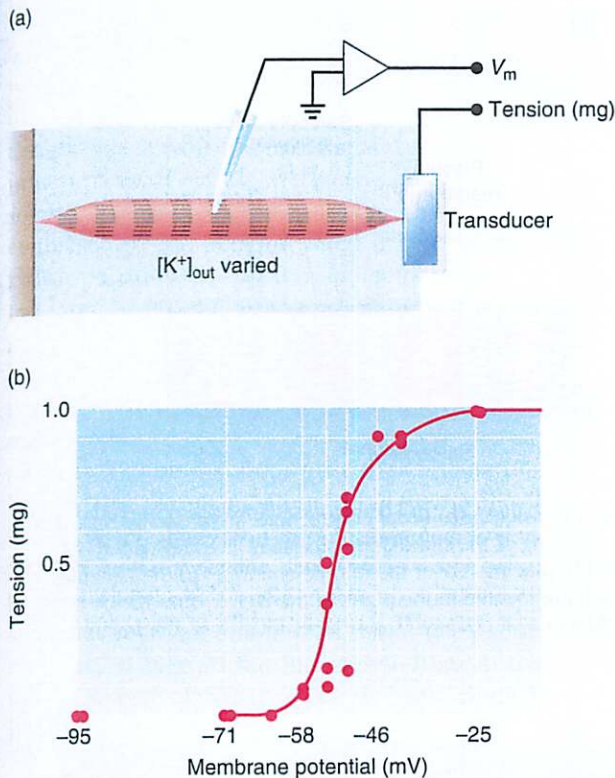 (a)
V_m
Tension (mg)
Transducer
[K⁺]out varied
(b)
1.0
0.5
Tension (mg)
−95 −71 −58 −46 −25
Membrane potential (mV)